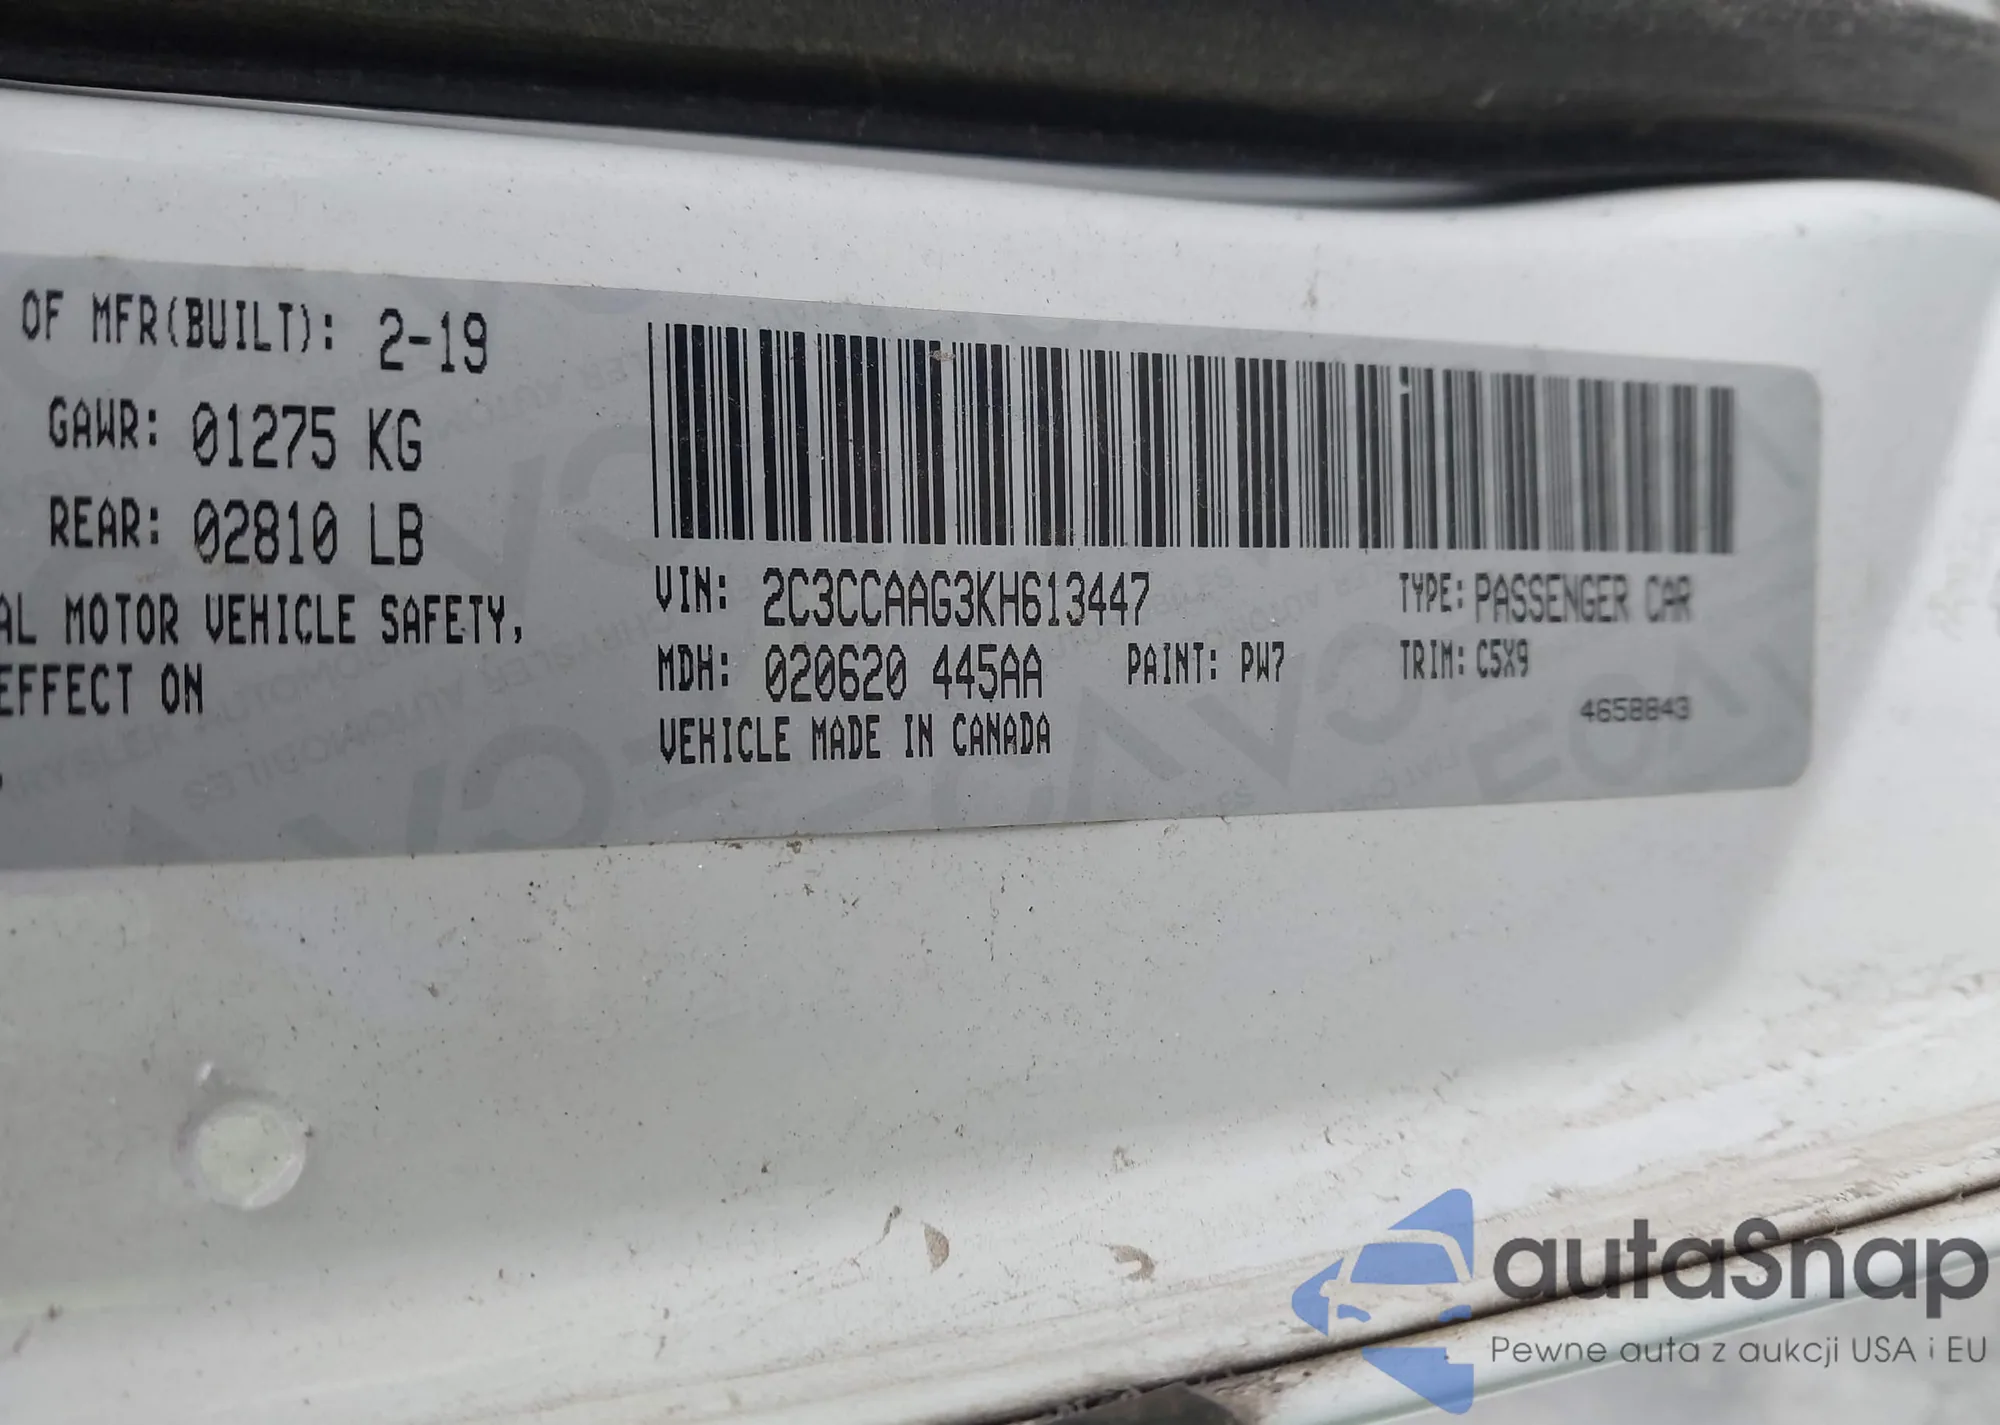 OF MFR(BUILT): 2-19
GAWR: 01275 KG
REAR: 02810 LB
AL MOTOR VEHICLE SAFETY,
EFFECT ON
VIN: 2C3CCAAG3KH613447
TYPE: PASSENGER CAR
MDH: 020620 445AA
PAINT: PW7
TRIM: C5X9
VEHICLE MADE IN CANADA
4658843
autaSnap
Pewne auta z aukcji USA i EU